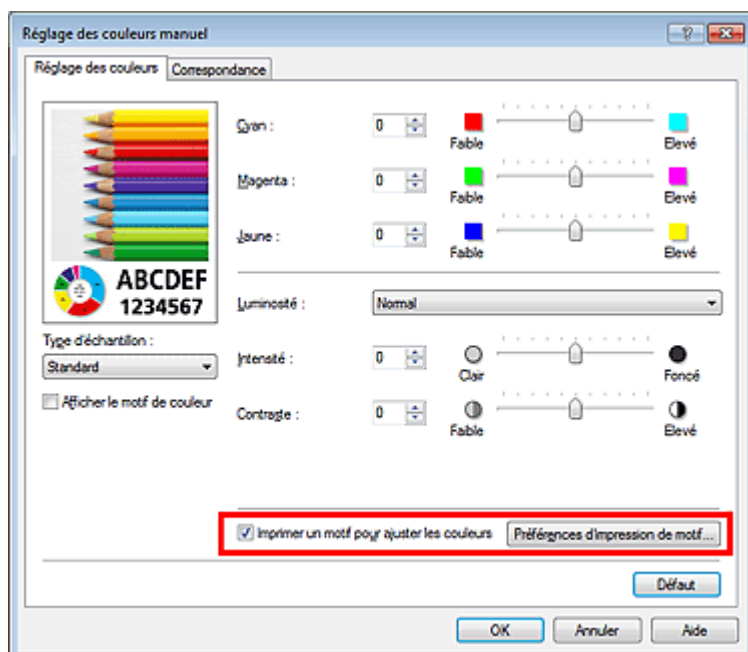 Réglage des couleurs manuel
Réglage des couleurs Correspondance
Cyan : 0 Faible Elevé
Magenta : 0 Faible Elevé
Jaune : 0 Faible Elevé
ABCDEF
1234567
Luminosité : Normal
Type d'échantillon :
Standard
Intensité : 0 Clair Foncé
Afficher le motif de couleur
Contraste : 0 Faible Elevé
Imprimer un motif pour ajuster les couleurs Préférences d'impression de motif...
Défaut
OK Annuler Aide